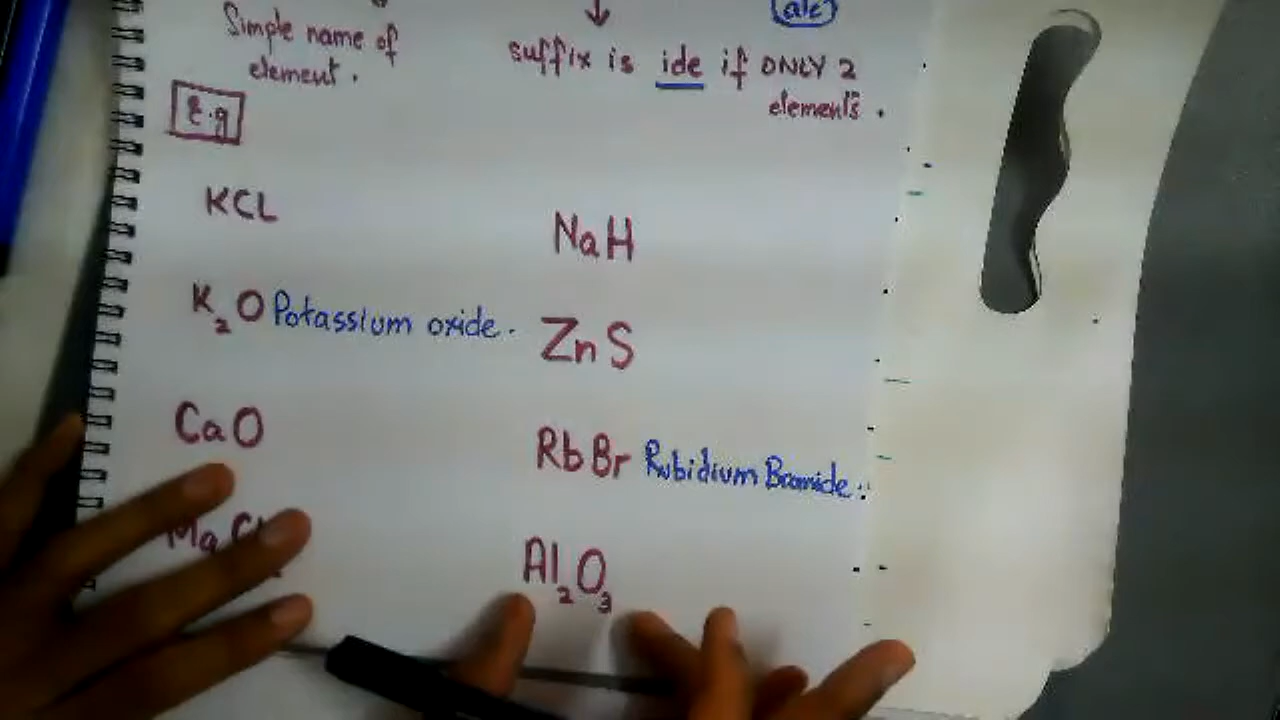 Simple name of
element.
(ate)
suffix is ide if ONLY 2
elements.
E.g
KCL
K₂O Potassium oxide.
CaO
NaH
ZnS
RbBr Rubidium Bromide.
Al₂O₃